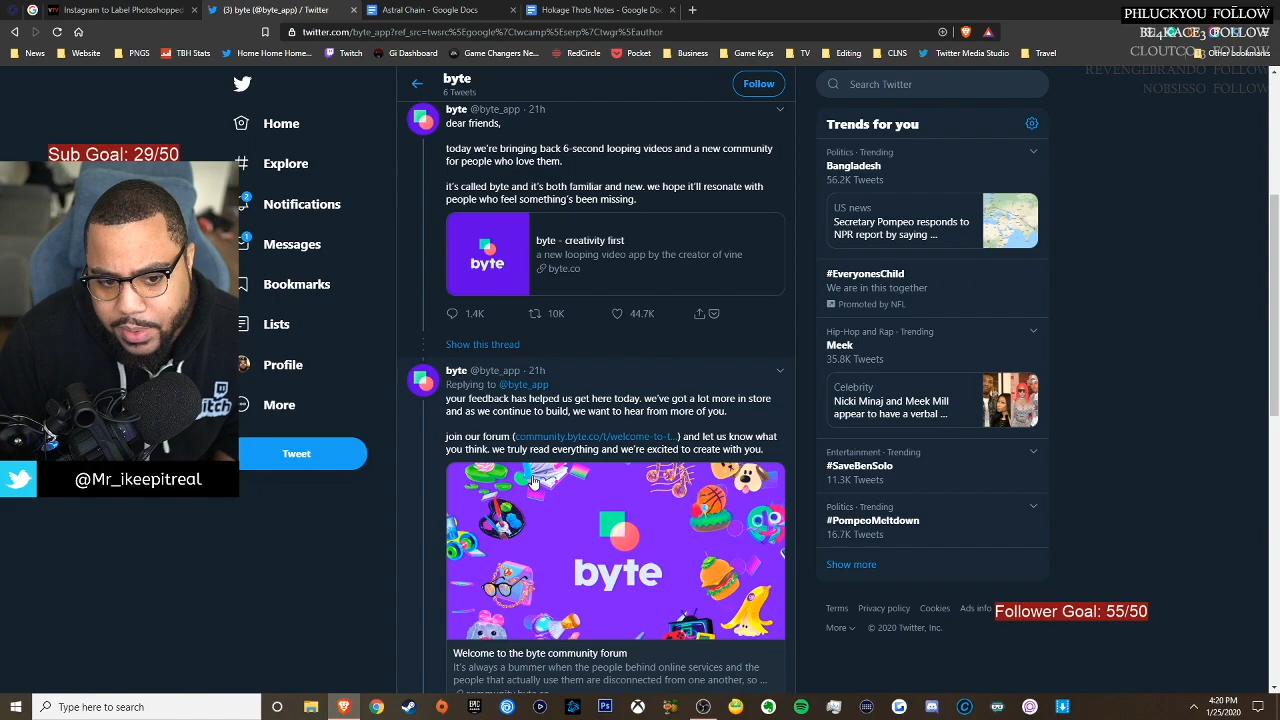 Instagram to Label Photoshopped
(3) byte (@byte_app) / Twitter
Astral Chain - Google Docs
Hokage Thots Notes - Google Doc
PHLUCKYOU FOLLOW
BE4KACE3 FOLLOW
REVENGEBRANDO FOLLOW
NOBSISSO FOLLOW
twitter.com/byte_app?ref_src=twsrc%5Egoogle%7Ctwcamp%5Eserp%7Ctwgr%5Eauthor
News
Website
PNGS
TBH Stats
Home Home
Twitch
Twitter
Comics
Movies
Reddit
RED
Pocket
Business
Game Keys
TV
Editing
CLNS
Travel
Other bookmarks
byte
6 Tweets
Follow
Search Twitter
Home
Explore
2
Notifications
1
Messages
Bookmarks
Lists
Profile
More
Tweet
Sub Goal: 29/50
@Mr_ikeepitreal
byte @byte_app · 21h
dear friends,
today we're bringing back 6-second looping videos and a new community
for people who love them.
it's called byte and it's both familiar and new. we hope it'll resonate with
people who feel something's been missing.
byte
byte - creativity first
a new looping video app by the creator of vine
byte.co
1.4K
10K
44.7K
Show this thread
byte @byte_app · 21h
Replying to @byte_app
your feedback has helped us get here today. we've got a lot more in store
and as we continue to build, we want to hear from more of you.
join our forum (community.byte.co/t/welcome-to-t...) and let us know what
you think. we truly read everything and we're excited to create with you.
byte
Welcome to the byte community forum
It's always a bummer when the people behind online services and the
people that actually use them are disconnected from one another, so ...
Trends for you
Politics · Trending
Bangladesh
56.2K Tweets
US news
Secretary Pompeo responds to
NPR report by saying ...
#EveryonesChild
We are in this together
Promoted by NFL
Hip-Hop and Rap · Trending
Meek
35.8K Tweets
Celebrity
Nicki Minaj and Meek Mill
appear to have a verbal ...
Entertainment · Trending
#SaveBenSolo
11.3K Tweets
Politics · Trending
#PompeoMeltdown
16.7K Tweets
Show more
Terms
Privacy policy
Cookies
Ads info
More
© 2020 Twitter, Inc.
Follower Goal: 55/50
Type here to search
4:20 PM
1/25/2020